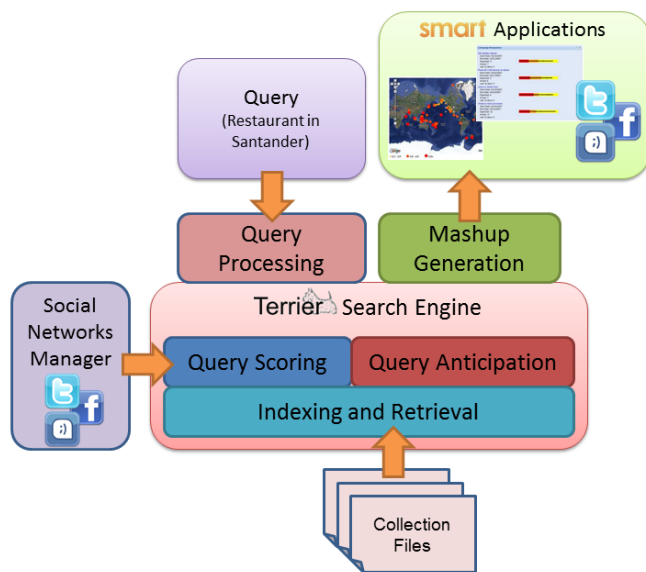 smart Applications
Query
(Restaurant in
Santander)
Query
Processing
Mashup
Generation
Social
Networks
Manager
Terrier Search Engine
Query Scoring
Query Anticipation
Indexing and Retrieval
Collection
Files